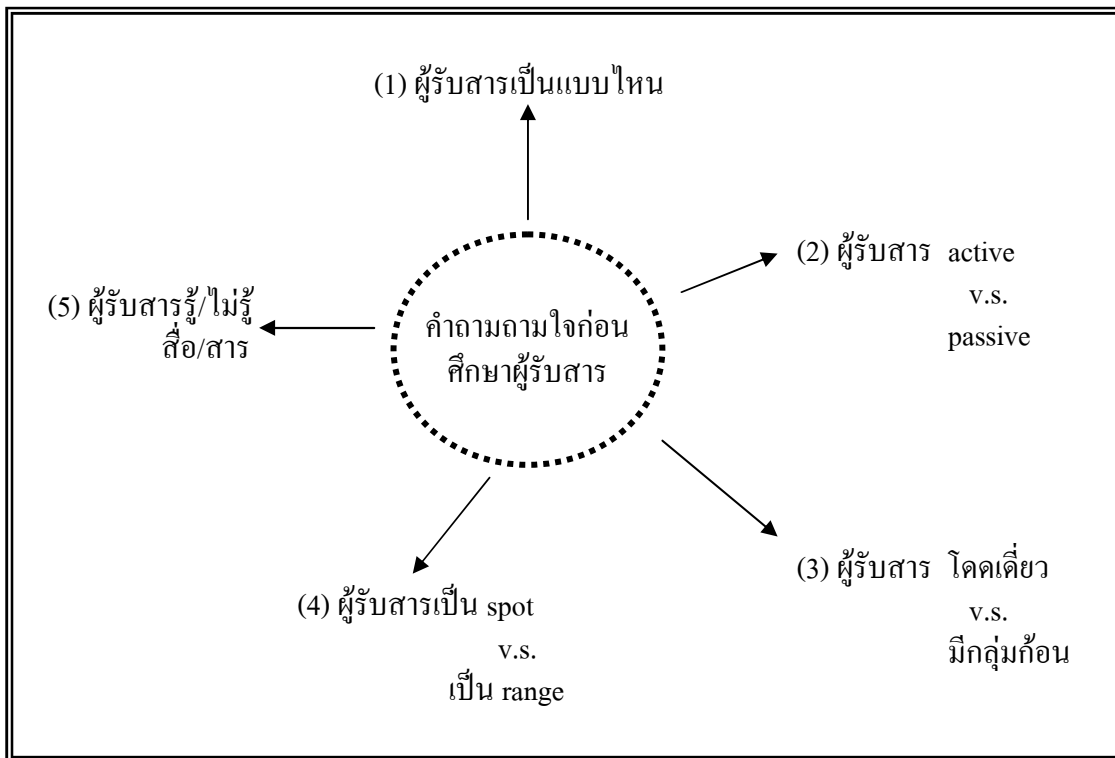 (1) ผู้รับสารเป็นแบบไหน
(2) ผู้รับสาร active
v.s.
passive
(5) ผู้รับสารรู้/ไม่รู้
สื่อ/สาร
คำถามถามใจก่อน
ศึกษาผู้รับสาร
(3) ผู้รับสาร โดดเดี่ยว
v.s.
มีกลุ่มก้อน
(4) ผู้รับสารเป็น spot
v.s.
เป็น range